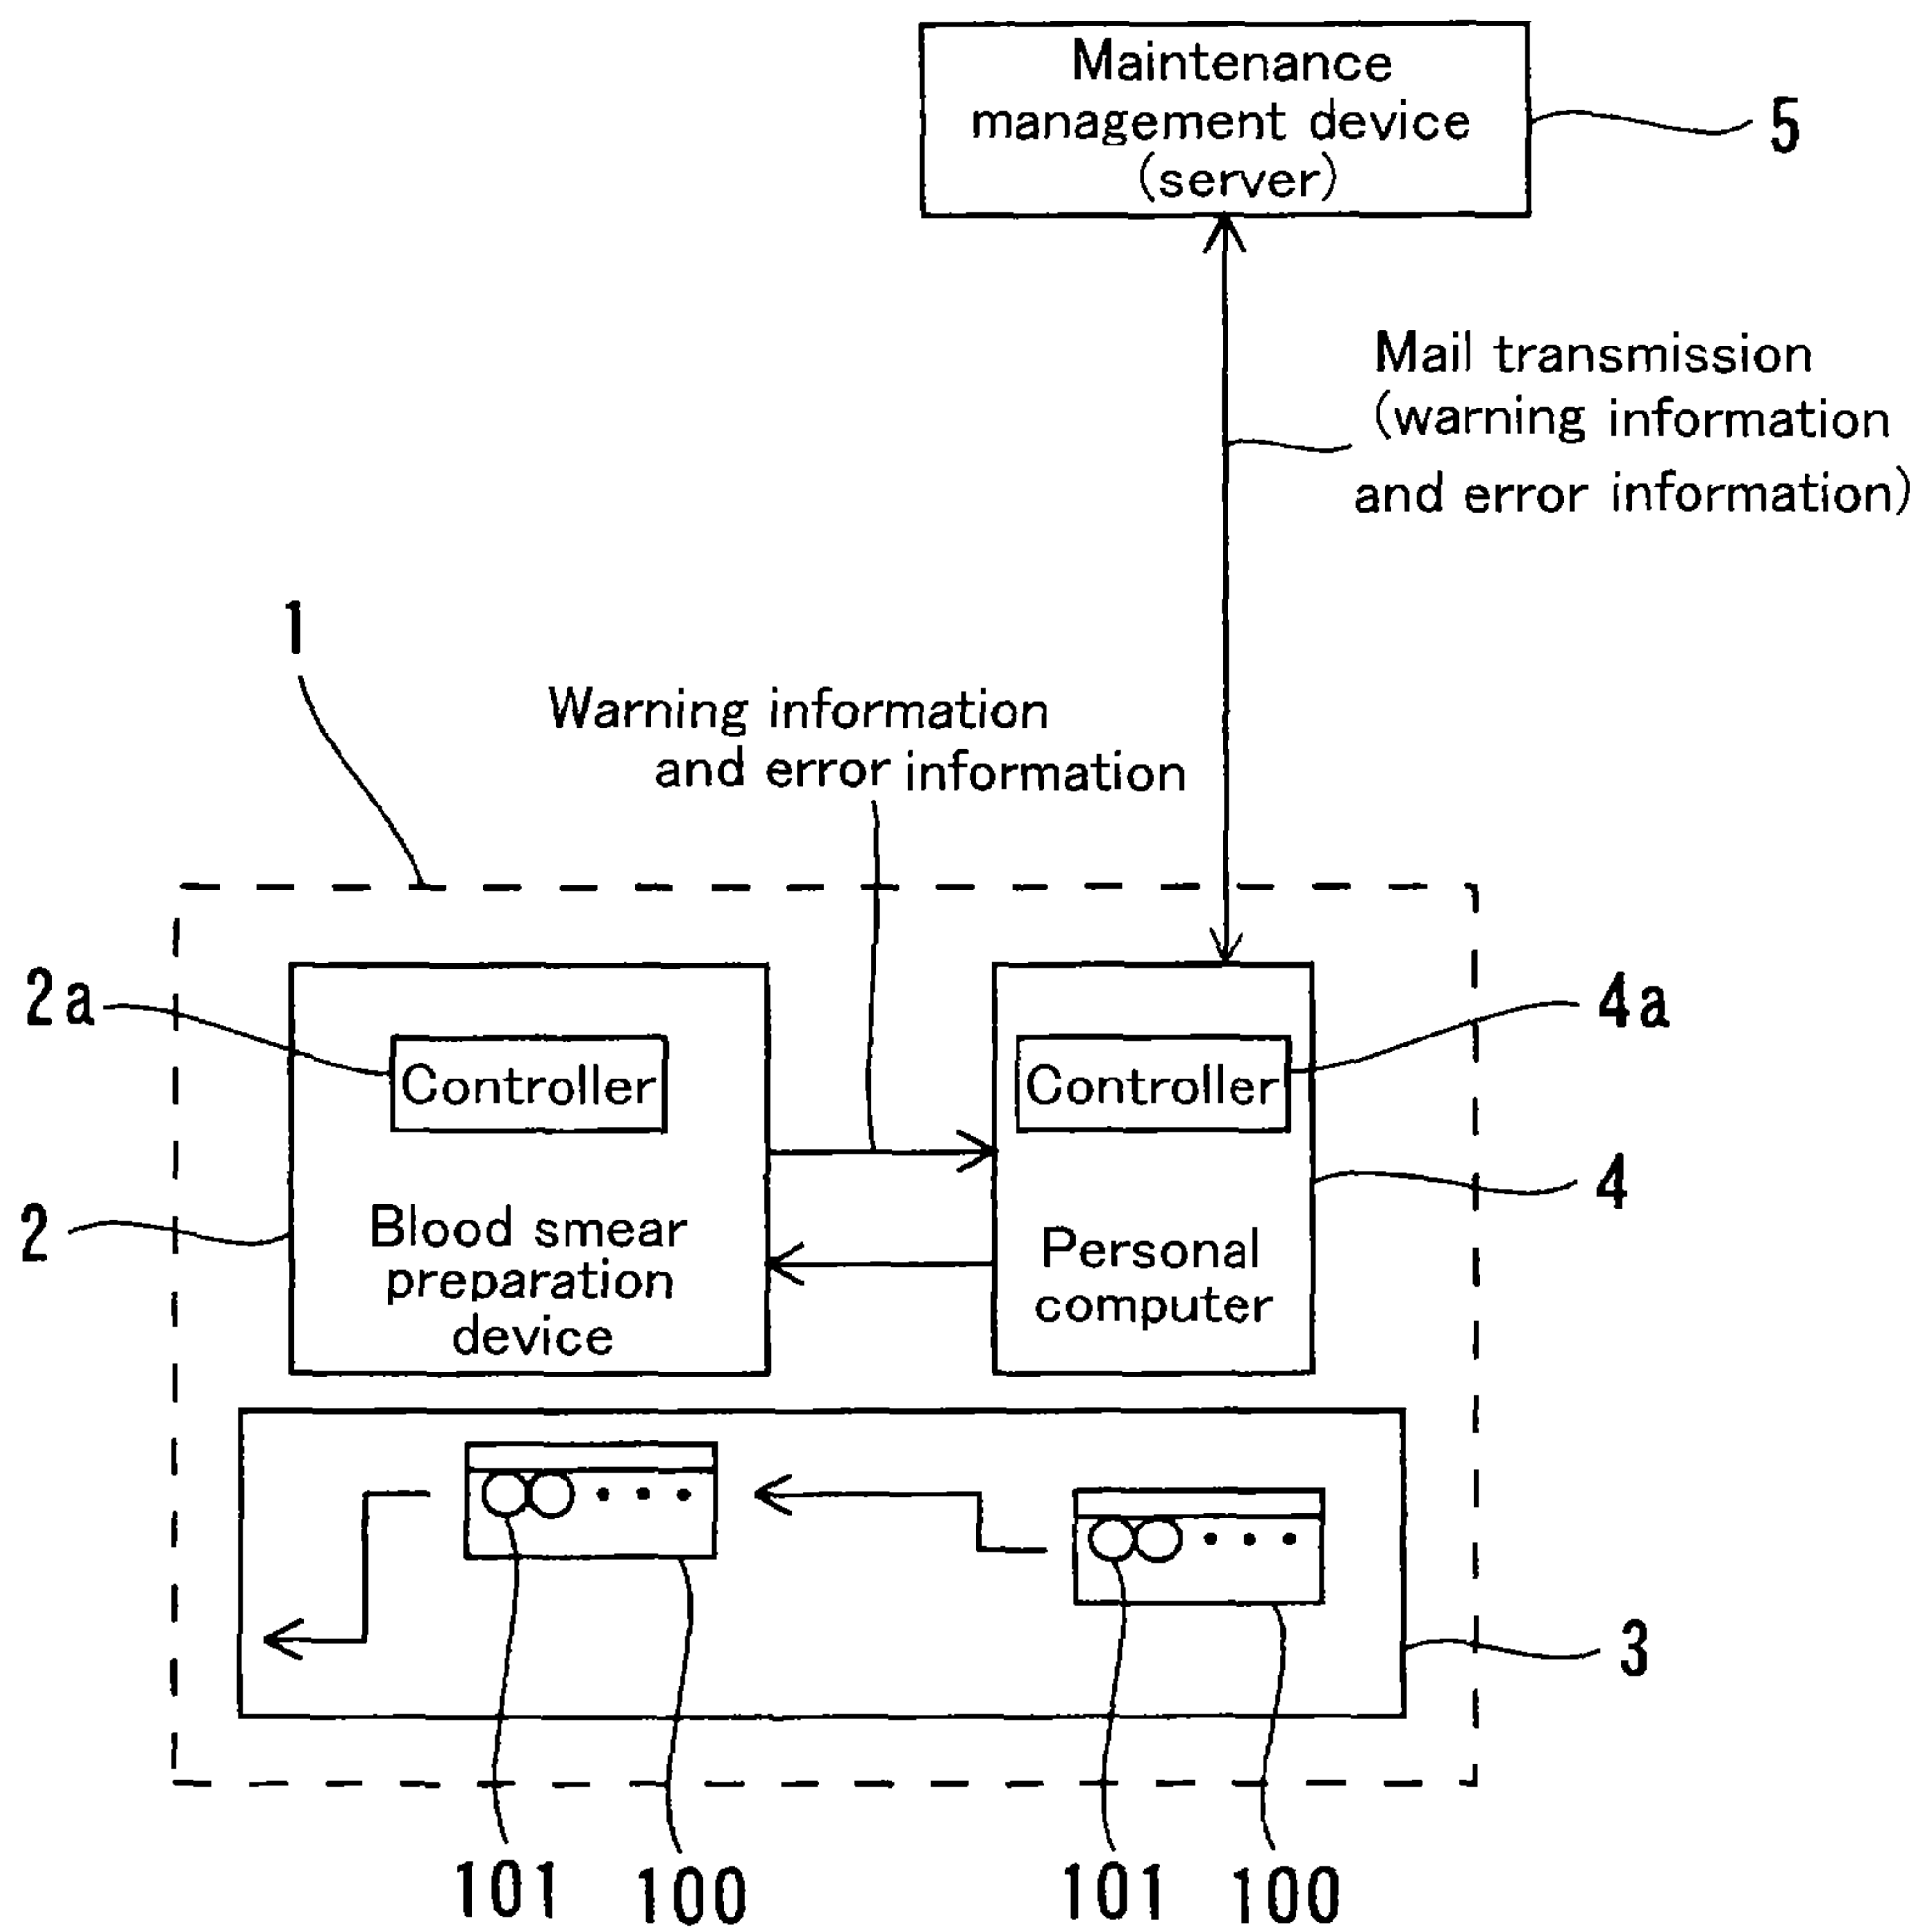 Maintenance
management device
(server)
5
Mail transmission
(warning information
and error information)
1
Warning information
and error information
2a
Controller
Controller
4a
2
Blood smear
preparation
device
Personal
computer
4
3
101
100
101
100